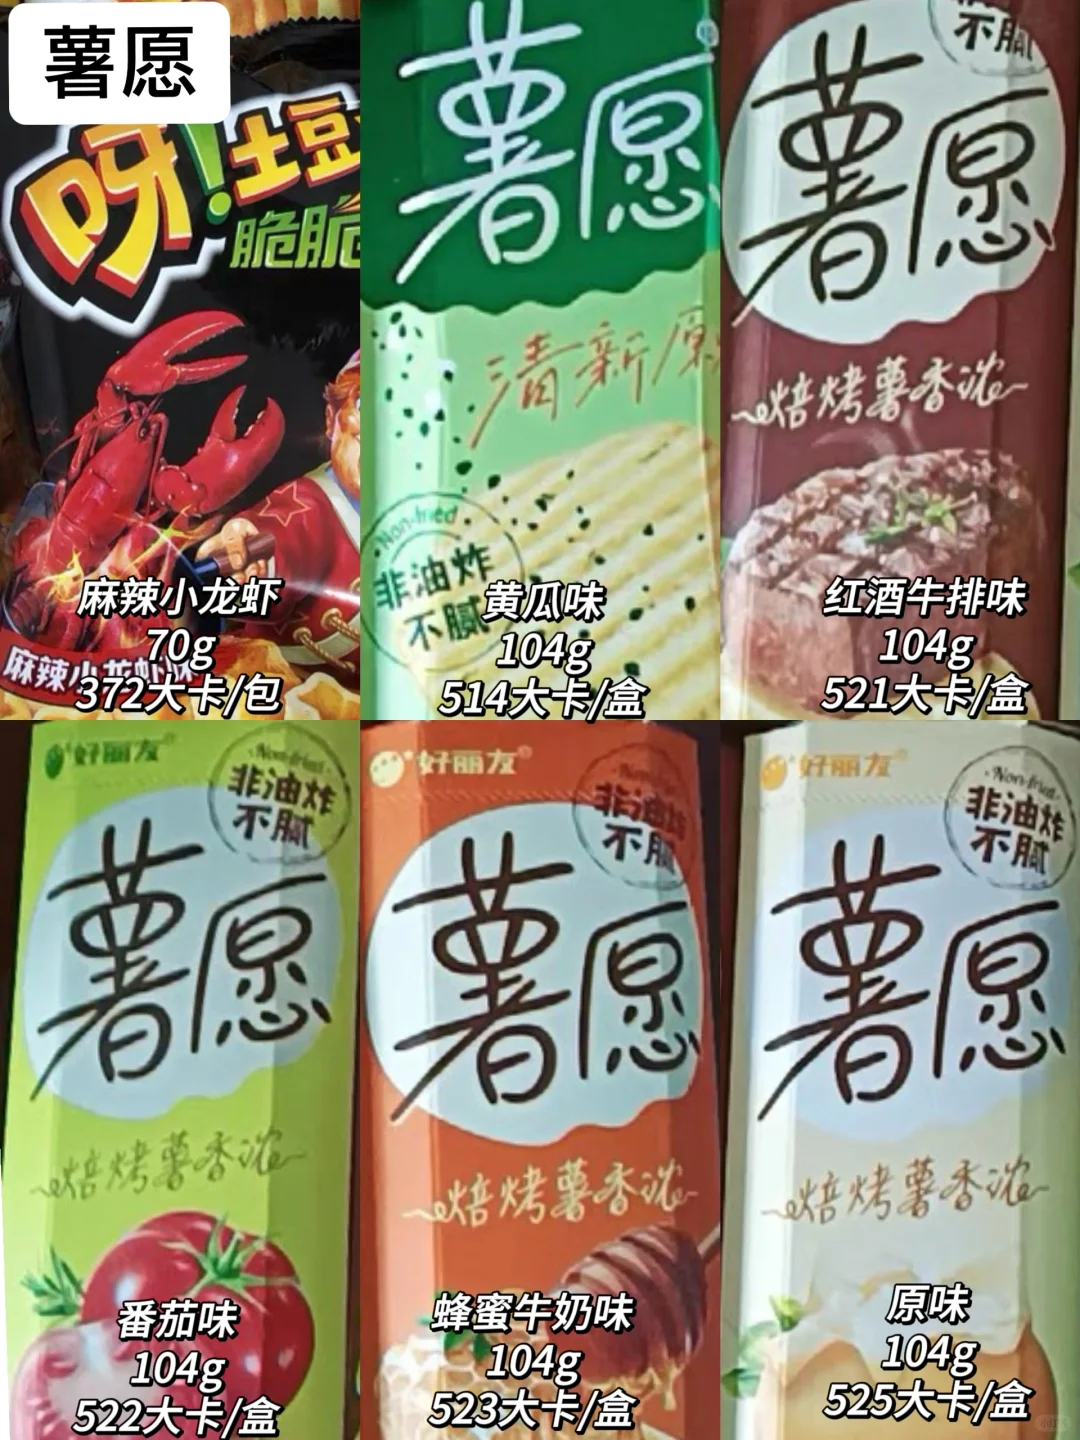 薯愿
呀!土豆
脆脆
麻辣小龙虾
70g
372大卡/包
薯愿
清新原
Non-fried
非油炸
不腻
黄瓜味
104g
514大卡/盒
不腻
薯愿
焙烤薯香浓
红酒牛排味
104g
521大卡/盒
好丽友
Non-fried
非油炸
不腻
薯愿
焙烤薯香浓
番茄味
104g
522大卡/盒
好丽友
Non-fried
非油炸
不腻
薯愿
焙烤薯香浓
蜂蜜牛奶味
104g
523大卡/盒
好丽友
Non-fried
非油炸
不腻
薯愿
焙烤薯香浓
原味
104g
525大卡/盒